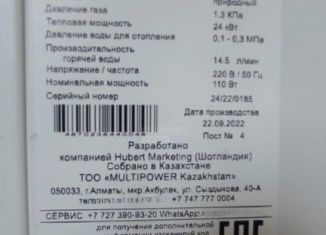 природный
Давление газа 1.3 КПа
Тепловая мощность 24 кВт
Давление воды для отопления 0,1 - 0,3 МПа
Производительность
горячей воды 14.5 л/мин
Напряжение / частота 220 В / 50 Гц
Номинальная мощность 110 Вт
Серийный номер 24/22/0185
Дата производства
22.09.2022
Пост № 4
Разработано
компанией Hubert Marketing (Шотландия)
Собрано в Казахстане
ТОО «MULTIPOWER Kazakhstan»
050033, г.Алматы, мкр.Акбулак, ул. Сыздыкова, 40-А
+7 747 777 0004
СЕРВИС +7 727 390-93-20 WhatsApp
для получения дополнительной